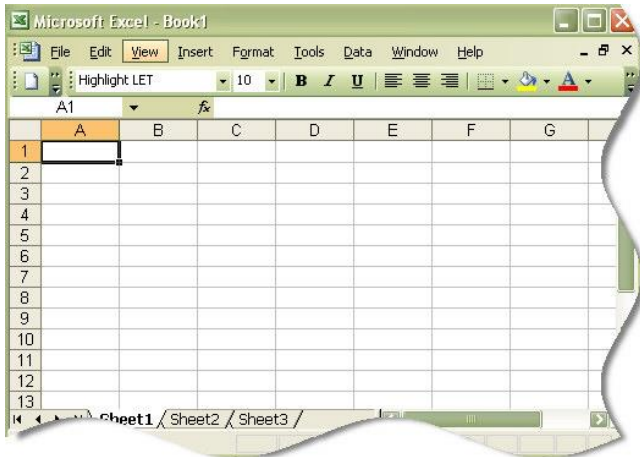 Microsoft Excel - Book1
File Edit View Insert Format Tools Data Window Help
Highlight LET 10 B I U A
A1 fx
A B C D E F G
1
2
3
4
5
6
7
8
9
10
11
12
13
Sheet1 Sheet2 Sheet3